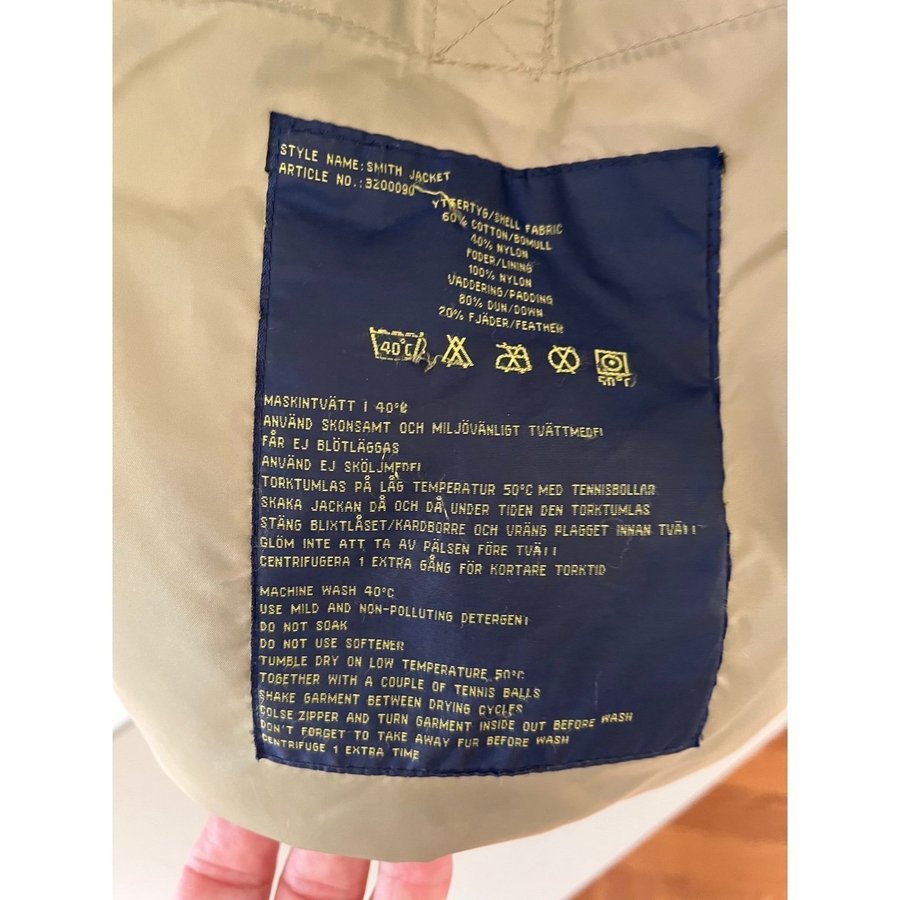 STYLE NAME: SMITH JACKET
ARTICLE NO.: 3200090
YTTERTYG/SHELL FABRIC
60% COTTON/BOMULL
40% NYLON
FODER/LINING
100% NYLON
VADDERING/PADDING
80% DUN/DOWN
20% FJÄDER/FEATHER
40°C
50°C
MASKINTVÄTT I 40°C
ANVÄND SKONSAMT OCH MILJÖVÄNLIGT TVÄTTMEDEL
FÅR EJ BLÖTLÄGGAS
ANVÄND EJ SKÖLJMEDEL
TORKTUMLAS PÅ LÅG TEMPERATUR 50°C MED TENNISBOLLAR
SKAKA JACKAN DÅ OCH DÅ UNDER TIDEN DEN TORKTUMLAS
STÄNG BLIXTLÅSET/KARDBORRE OCH VRÄNG PLAGGET INNAN TVÄTT
GLÖM INTE ATT TA AV PÄLSEN FÖRE TVÄTT
CENTRIFUGERA 1 EXTRA GÅNG FÖR KORTARE TORKTID
MACHINE WASH 40°C
USE MILD AND NON-POLLUTING DETERGENT
DO NOT SOAK
DO NOT USE SOFTENER
TUMBLE DRY ON LOW TEMPERATURE 50°C
TOGETHER WITH A COUPLE OF TENNIS BALLS
SHAKE GARMENT BETWEEN DRYING CYCLES
COLSE ZIPPER AND TURN GARMENT INSIDE OUT BEFORE WASH
DON'T FORGET TO TAKE AWAY FUR BEFORE WASH
CENTRIFUGE 1 EXTRA TIME